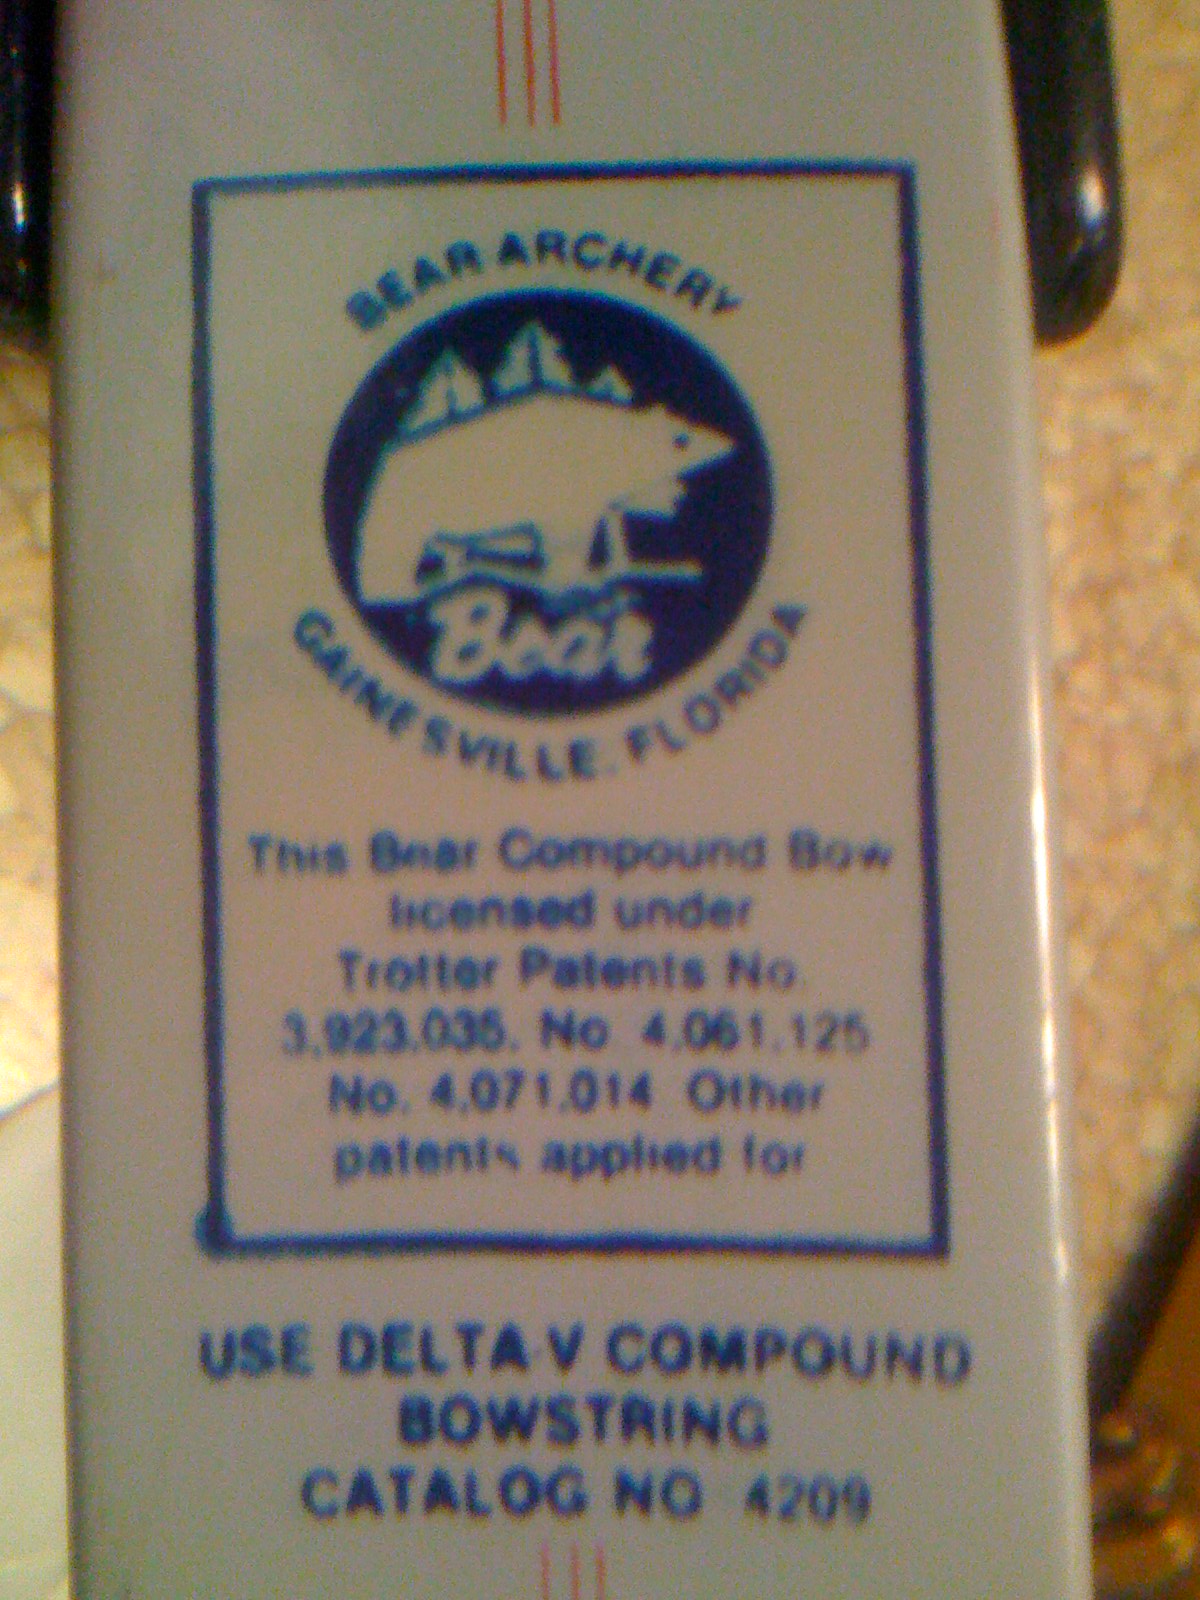 BEAR ARCHERY
Bear
GAINESVILLE, FLORIDA
This Bear Compound Bow
licensed under
Trotter Patents No.
3,923,035, No 4,061,125
No. 4,071,014 Other
patents applied for
USE DELTA-V COMPOUND
BOWSTRING
CATALOG NO 4209